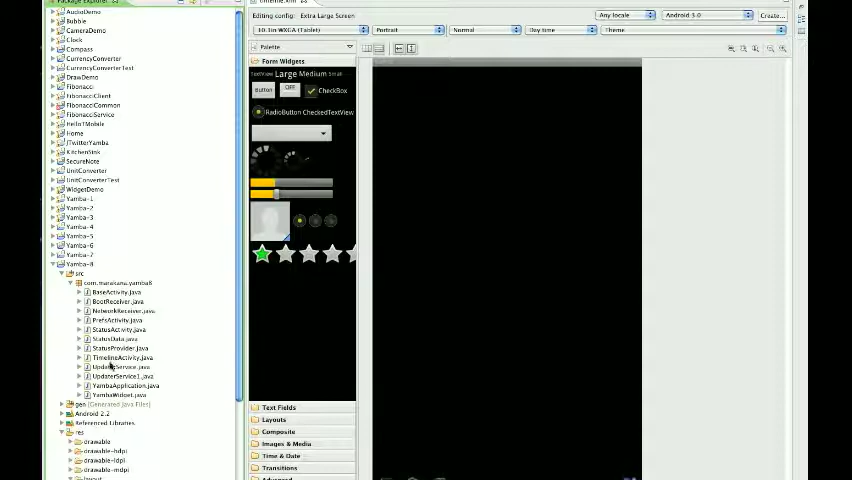 Package Explorer
timeline.xml
Editing config: Extra Large Screen
Any locale
Android 3.0
Create...
10.1in WXGA (Tablet)
Portrait
Normal
Day time
Theme
Palette
Form Widgets
TextView Large Medium Small
Button
OFF
CheckBox
RadioButton CheckedTextView
Text Fields
Layouts
Composite
Images & Media
Time & Date
Transitions
Advanced
AudioDemo
Bubble
CameraDemo
Clock
Compass
CurrencyConverter
CurrencyConverterTest
DrawDemo
Fibonacci
FibonacciClient
FibonacciCommon
FibonacciService
HelloTMobile
Home
JTwitterYamba
KitchenSink
SecureNote
UnitConverter
UnitConverterTest
WidgetDemo
Yamba-1
Yamba-2
Yamba-3
Yamba-4
Yamba-5
Yamba-6
Yamba-7
Yamba-8
src
com.marakana.yamba8
BaseActivity.java
BootReceiver.java
NetworkReceiver.java
PrefsActivity.java
StatusActivity.java
StatusData.java
StatusProvider.java
TimelineActivity.java
UpdaterService.java
UpdaterService1.java
YambaApplication.java
YambaWidget.java
gen [Generated Java Files]
Android 2.2
Referenced Libraries
res
drawable
drawable-hdpi
drawable-ldpi
drawable-mdpi
layout